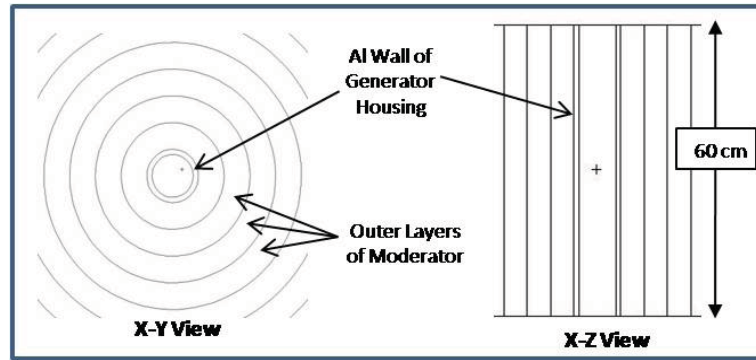 Al Wall of
Generator
Housing
60 cm
Outer Layers
of Moderator
X-Y View
X-Z View